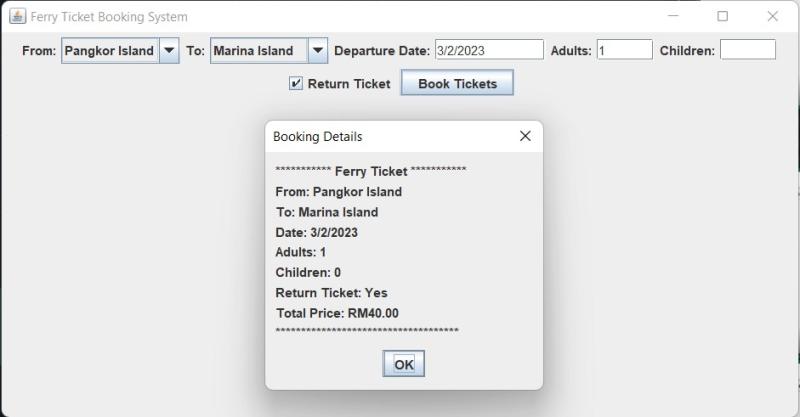 Ferry Ticket Booking System
From: Pangkor Island To: Marina Island Departure Date: 3/2/2023 Adults: 1 Children:
Return Ticket Book Tickets
Booking Details
*********** Ferry Ticket ***********
From: Pangkor Island
To: Marina Island
Date: 3/2/2023
Adults: 1
Children: 0
Return Ticket: Yes
Total Price: RM40.00
************************************
OK